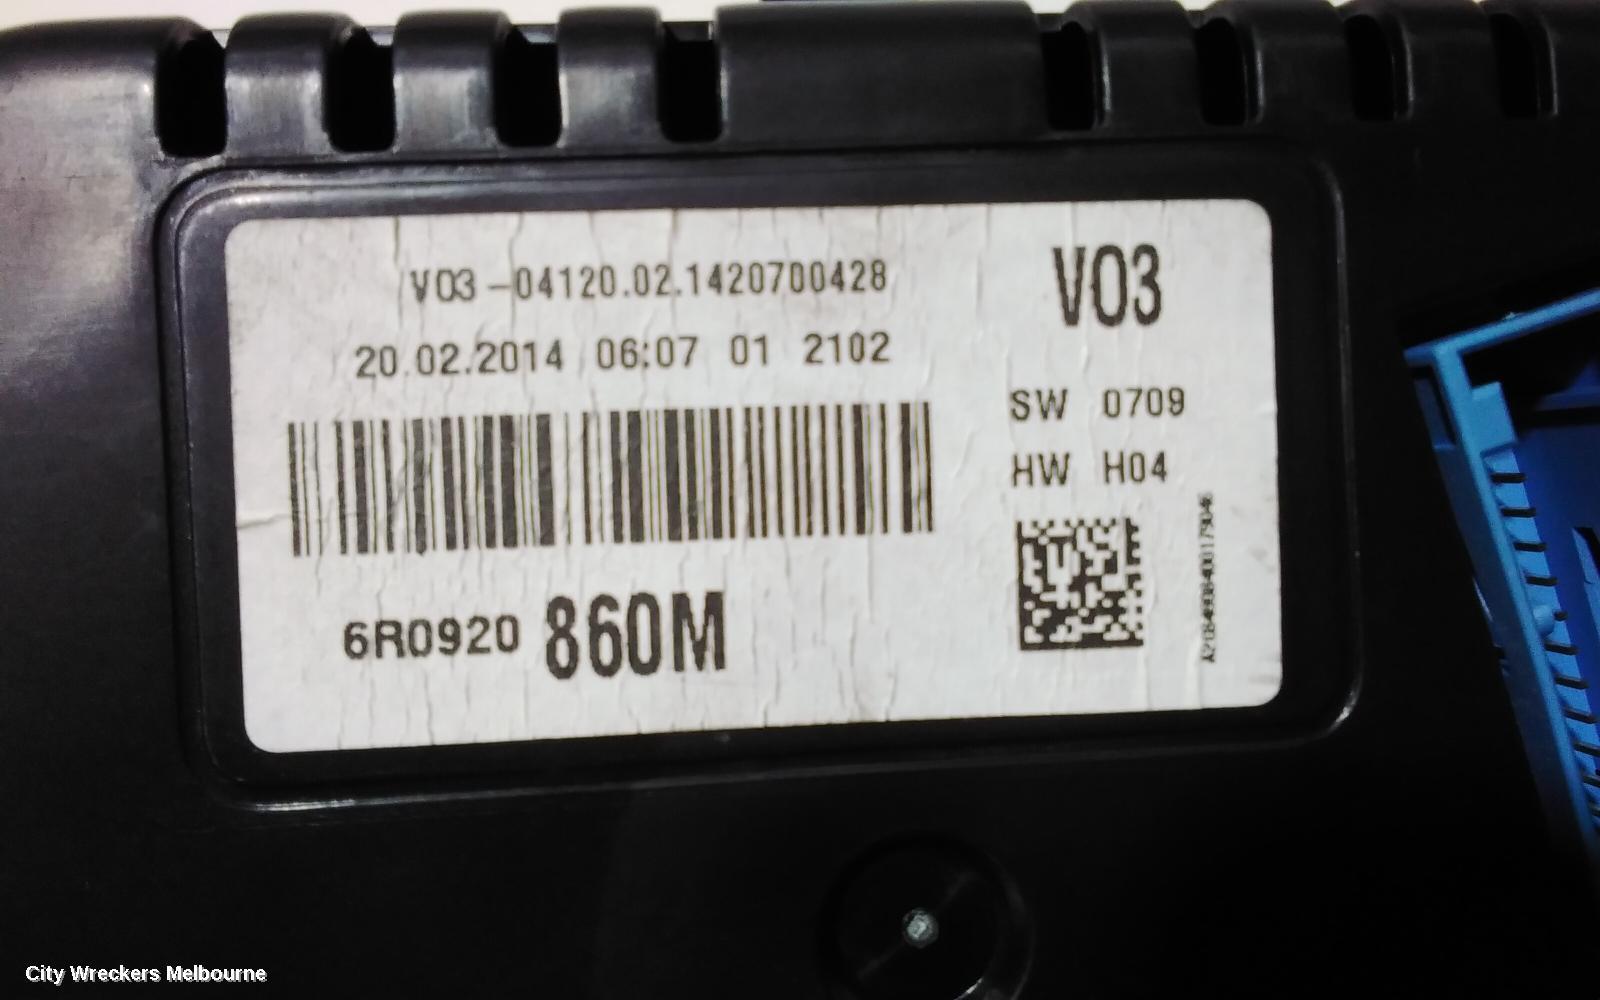 V03-04120.02.1420700428
20.02.2014 06:07 01 2102
6R0920 860M
V03
SW 0709
HW H04
City Wreckers Melbourne